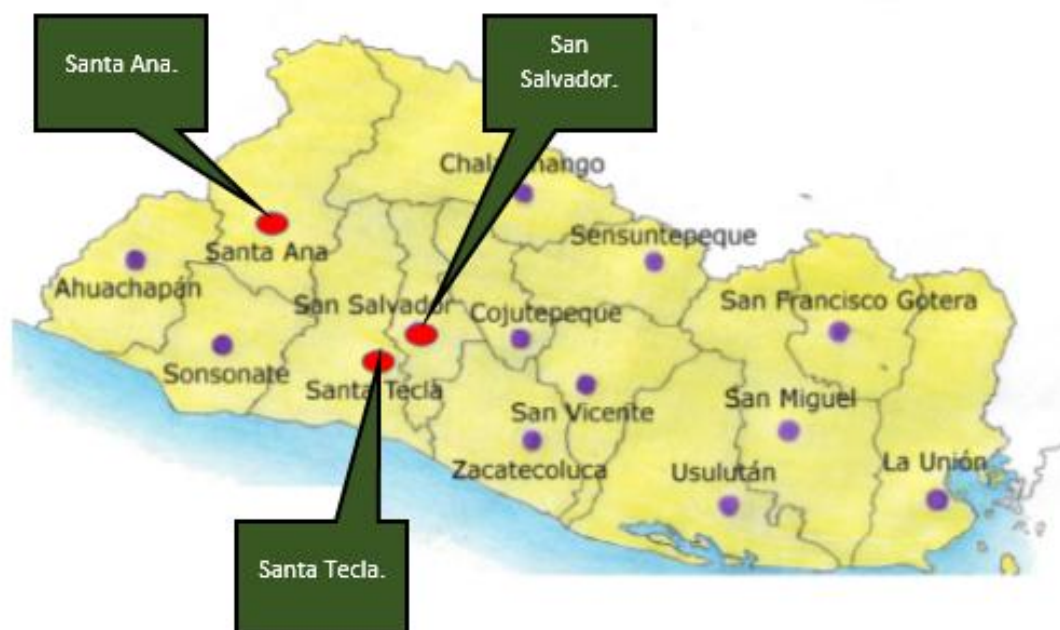 Santa Ana.
San
Salvador.
Chalatenango
Santa Ana
Sensuntepeque
Ahuachapán
San Salvador
Cojutepeque
San Francisco Gotera
Sonsonate
Santa Tecla
San Vicente
San Miguel
Zacatecoluca
Usulután
La Unión
Santa Tecla.